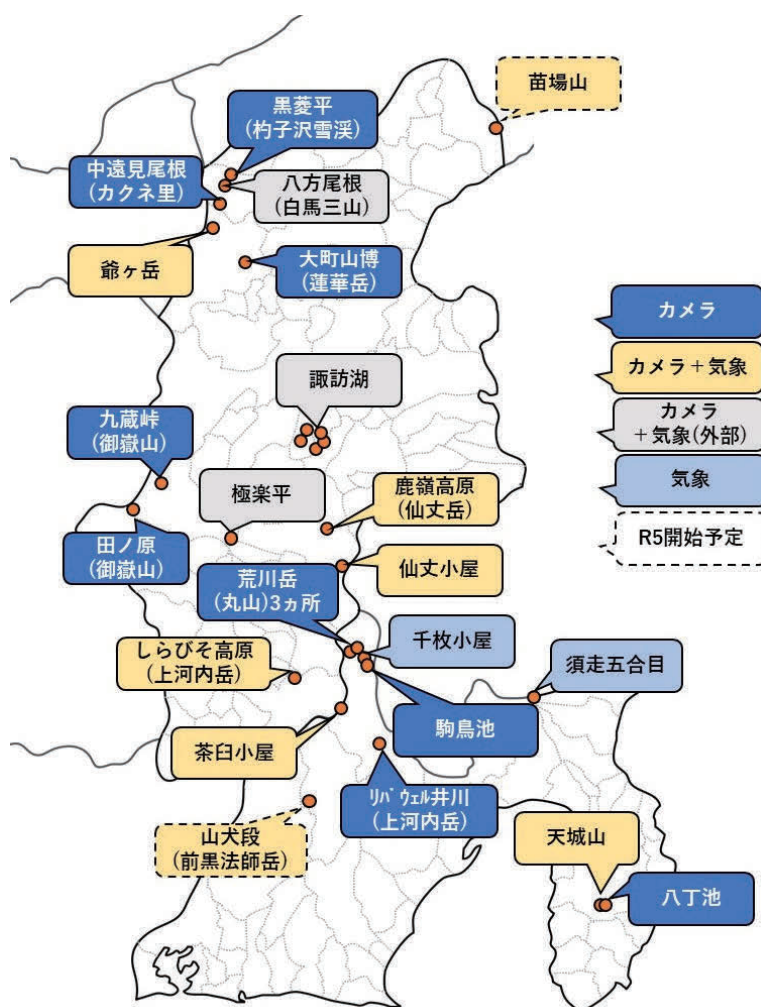 苗場山
黒菱平
(杓子沢雪渓)
中遠見尾根
(カクネ里)
八方尾根
(白馬三山)
爺ヶ岳
大町山博
(蓮華岳)
カメラ
カメラ＋気象
カメラ
＋気象(外部)
気象
R5開始予定
諏訪湖
九蔵峠
(御嶽山)
極楽平
鹿嶺高原
(仙丈岳)
田ノ原
(御嶽山)
仙丈小屋
荒川岳
(丸山)3ヵ所
千枚小屋
しらびそ高原
(上河内岳)
須走五合目
駒鳥池
茶臼小屋
ﾘﾊﾞｳｪﾙ井川
(上河内岳)
山犬段
(前黒法師岳)
天城山
八丁池